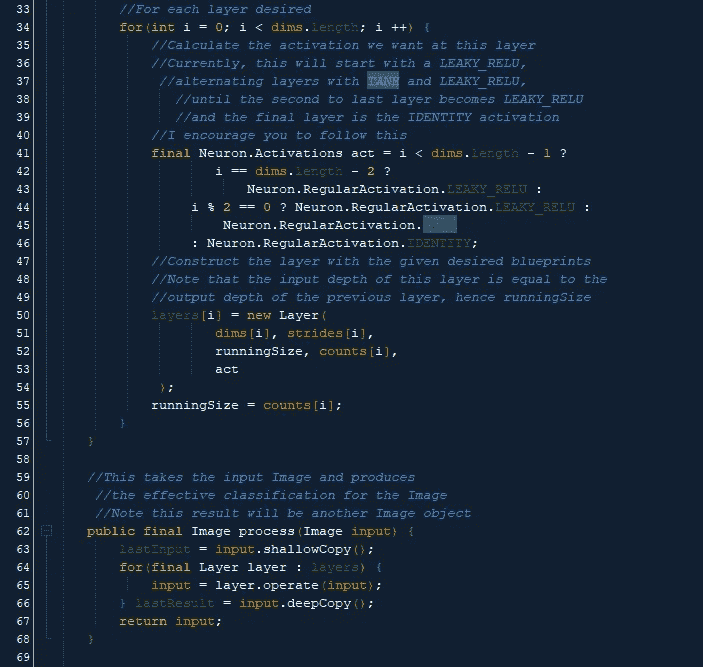 33 //For each layer desired
34 for(int i = 0; i < dims.length; i ++) {
35 //Calculate the activation we want at this layer
36 //Currently, this will start with a LEAKY_RELU,
37 //alternating layers with TANH and LEAKY_RELU,
38 //until the second to last layer becomes LEAKY_RELU
39 //and the final layer is the IDENTITY activation
40 //I encourage you to follow this
41 final Neuron.Activations act = i < dims.length - 1 ?
42 i == dims.length - 2 ?
43 Neuron.RegularActivation.LEAKY_RELU :
44 i % 2 == 0 ? Neuron.RegularActivation.LEAKY_RELU :
45 Neuron.RegularActivation.
46 : Neuron.RegularActivation.IDENTITY;
47 //Construct the layer with the given desired blueprints
48 //Note that the input depth of this layer is equal to the
49 //output depth of the previous layer, hence runningSize
50 layers[i] = new Layer(
51 dims[i], strides[i],
52 runningSize, counts[i],
53 act
54 );
55 runningSize = counts[i];
56 }
57 }
58
59 //This takes the input Image and produces
60 //the effective classification for the Image
61 //Note this result will be another Image object
62 public final Image process(Image input) {
63 lastInput = input.shallowCopy();
64 for(final Layer layer : layers) {
65 input = layer.operate(input);
66 } lastResult = input.deepCopy();
67 return input;
68 }
69